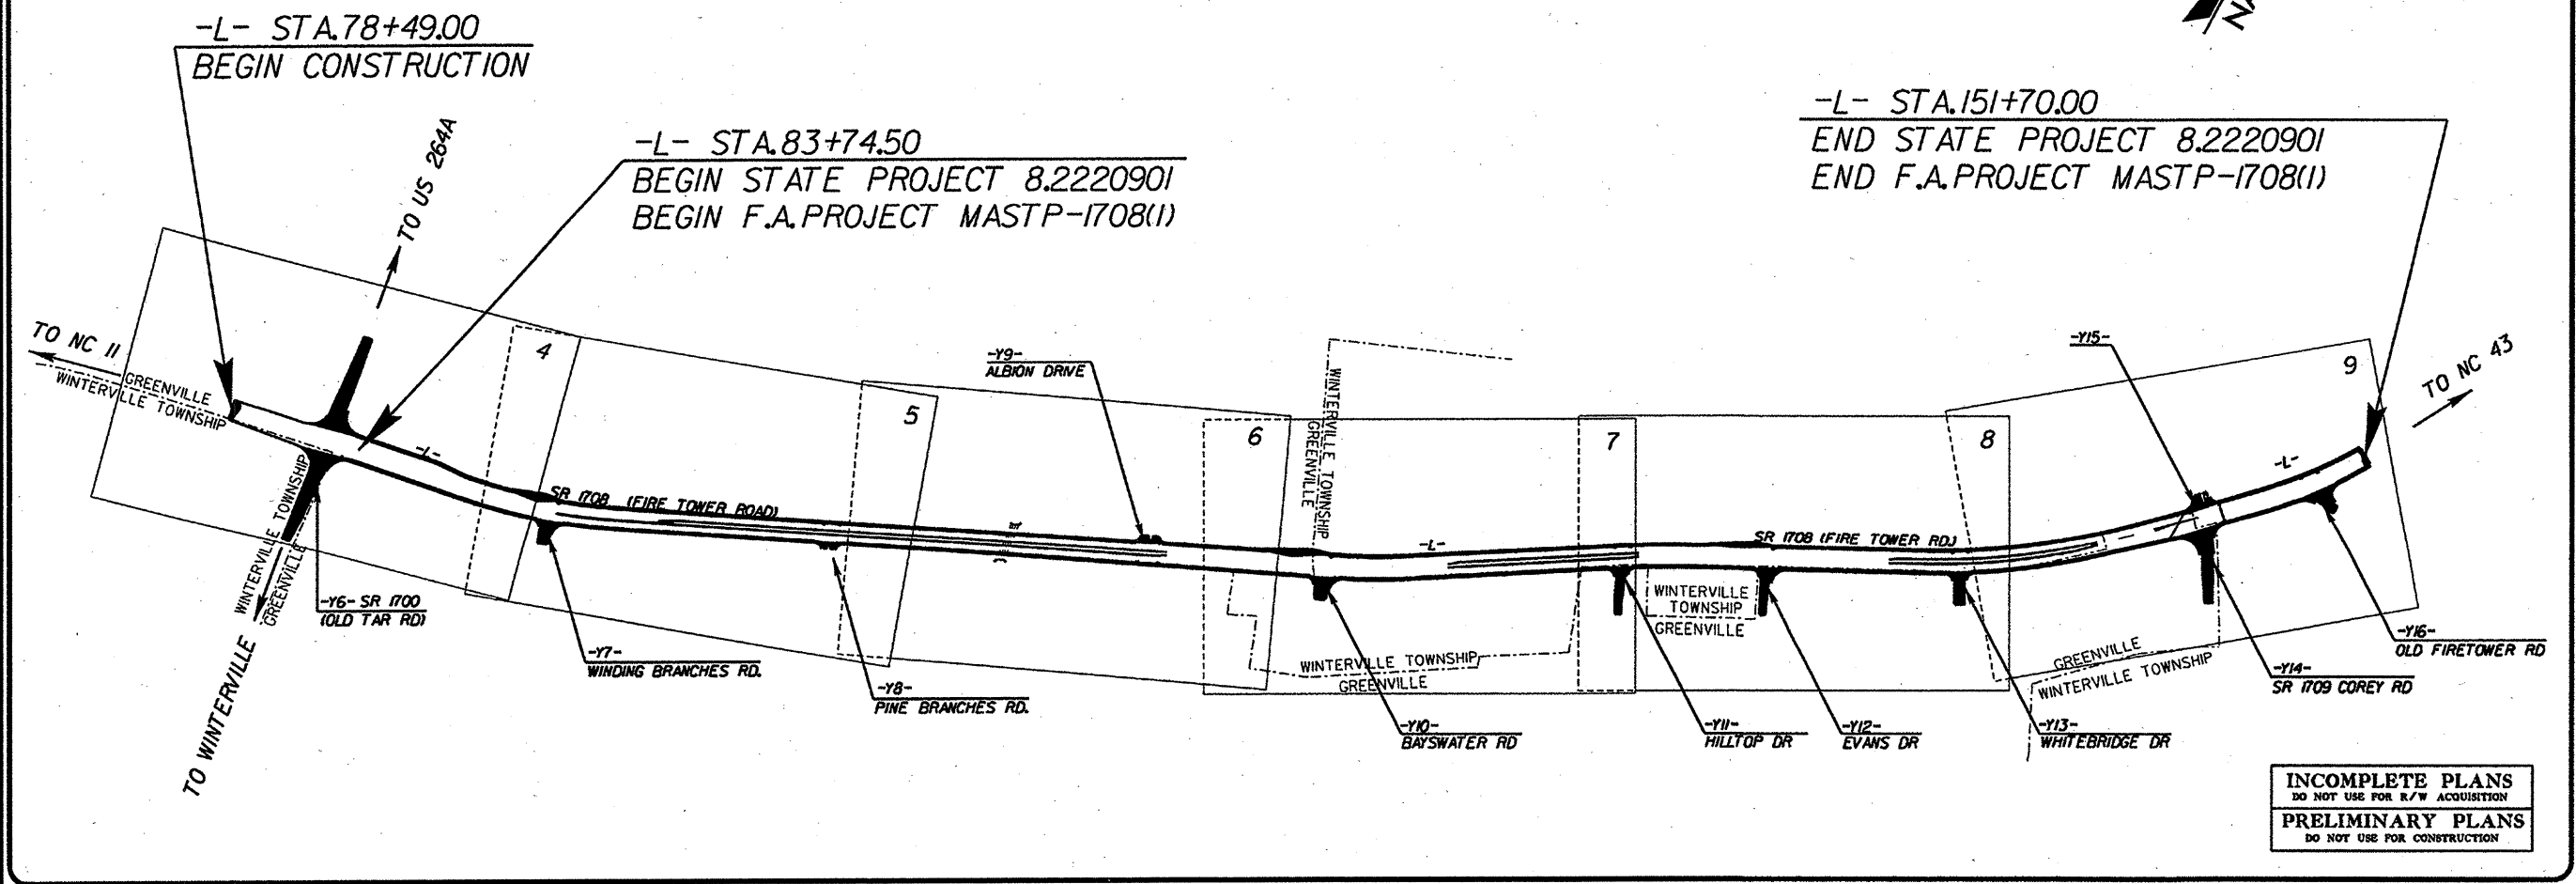 -L- STA.78+49.00
BEGIN CONSTRUCTION
-L- STA.83+74.50
BEGIN STATE PROJECT 8.2220901
BEGIN F.A.PROJECT MASTP-1708(1)
-L- STA.151+70.00
END STATE PROJECT 8.2220901
END F.A.PROJECT MASTP-1708(1)
TO US 264A
TO NC 11
GREENVILLE
WINTERVILLE TOWNSHIP
-L-
4
SR 1708 (FIRE TOWER ROAD)
5
-Y9-
ALBION DRIVE
6
WINTERVILLE TOWNSHIP
GREENVILLE
-L-
7
SR 1708 (FIRE TOWER RD.)
8
-Y15-
-L-
9
TO NC 43
WINTERVILLE TOWNSHIP
GREENVILLE
TO WINTERVILLE
-Y6- SR 1700
(OLD TAR RD)
-Y7-
WINDING BRANCHES RD.
-Y8-
PINE BRANCHES RD.
WINTERVILLE TOWNSHIP
GREENVILLE
-Y10-
BAYSWATER RD
WINTERVILLE
TOWNSHIP
GREENVILLE
-Y11-
HILLTOP DR
-Y12-
EVANS DR
-Y13-
WHITEBRIDGE DR
GREENVILLE
WINTERVILLE TOWNSHIP
-Y14-
SR 1709 COREY RD
-Y16-
OLD FIRETOWER RD
INCOMPLETE PLANS
DO NOT USE FOR R/W ACQUISITION
PRELIMINARY PLANS
DO NOT USE FOR CONSTRUCTION